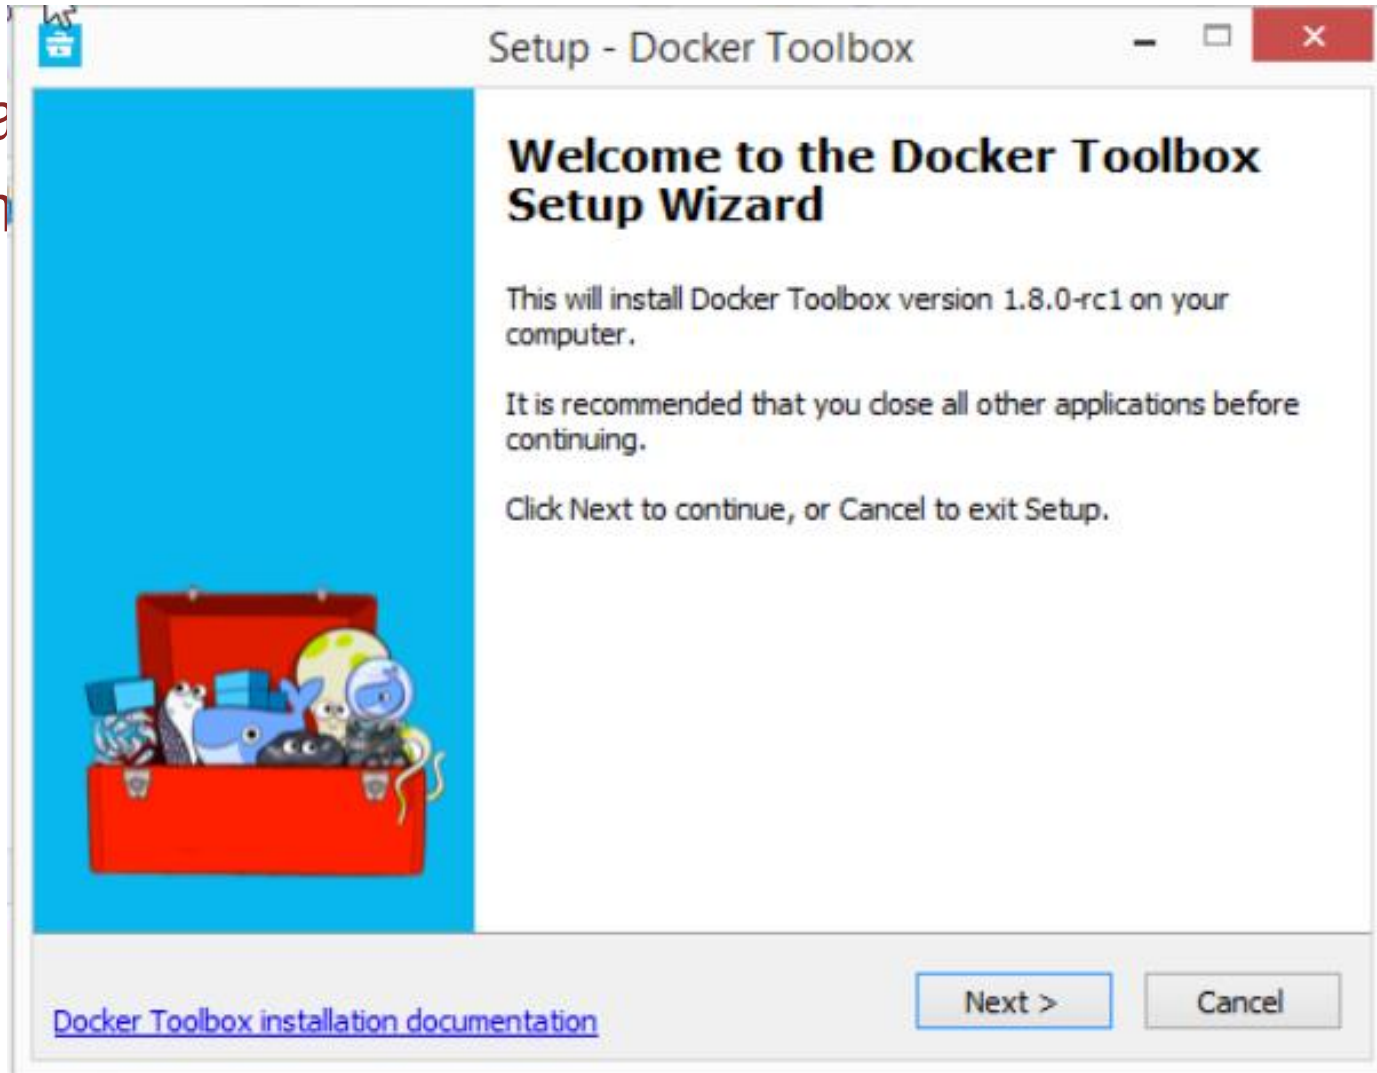 Setup - Docker Toolbox
Welcome to the Docker Toolbox
Setup Wizard
This will install Docker Toolbox version 1.8.0-rc1 on your
computer.
It is recommended that you close all other applications before
continuing.
Click Next to continue, or Cancel to exit Setup.
Docker Toolbox installation documentation
Next >
Cancel